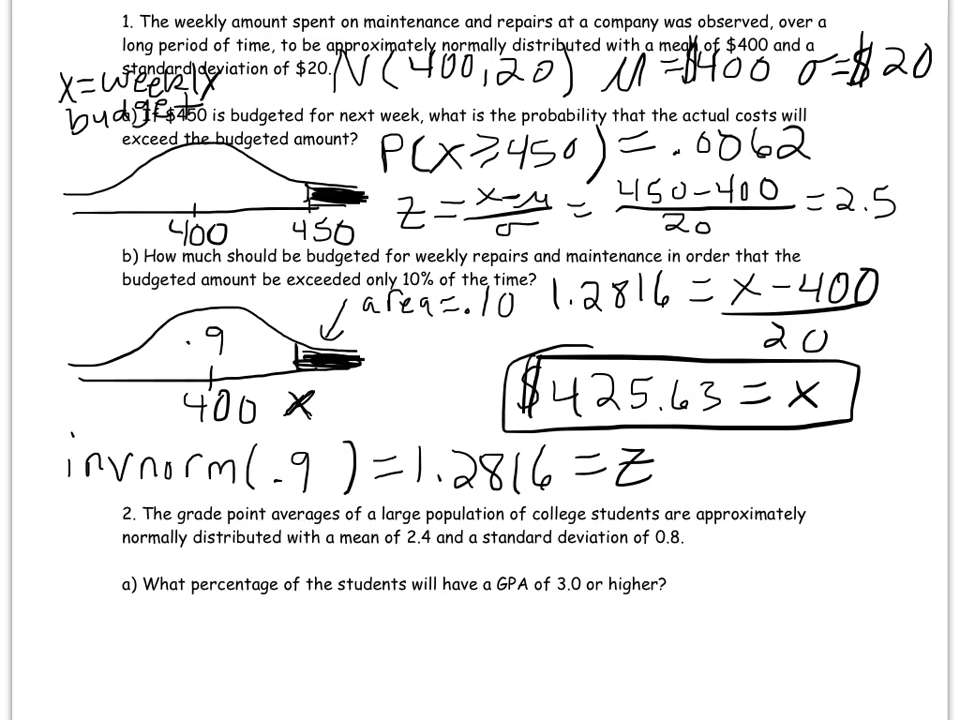 1. The weekly amount spent on maintenance and repairs at a company was observed, over a
long period of time, to be approximately normally distributed with a mean of $400 and a
standard deviation of $20.
N(400,20) μ=$400 σ=$20
x=weekly
budget
a) If $450 is budgeted for next week, what is the probability that the actual costs will
exceed the budgeted amount?
P(x≥450)=.0062
z = x-μ/σ = 450-400/20 = 2.5
400 450
b) How much should be budgeted for weekly repairs and maintenance in order that the
budgeted amount be exceeded only 10% of the time?
area=.10
1.2816 = x-400/20
.9
400 x
$425.63 = x
invnorm(.9)=1.2816=z
2. The grade point averages of a large population of college students are approximately
normally distributed with a mean of 2.4 and a standard deviation of 0.8.
a) What percentage of the students will have a GPA of 3.0 or higher?